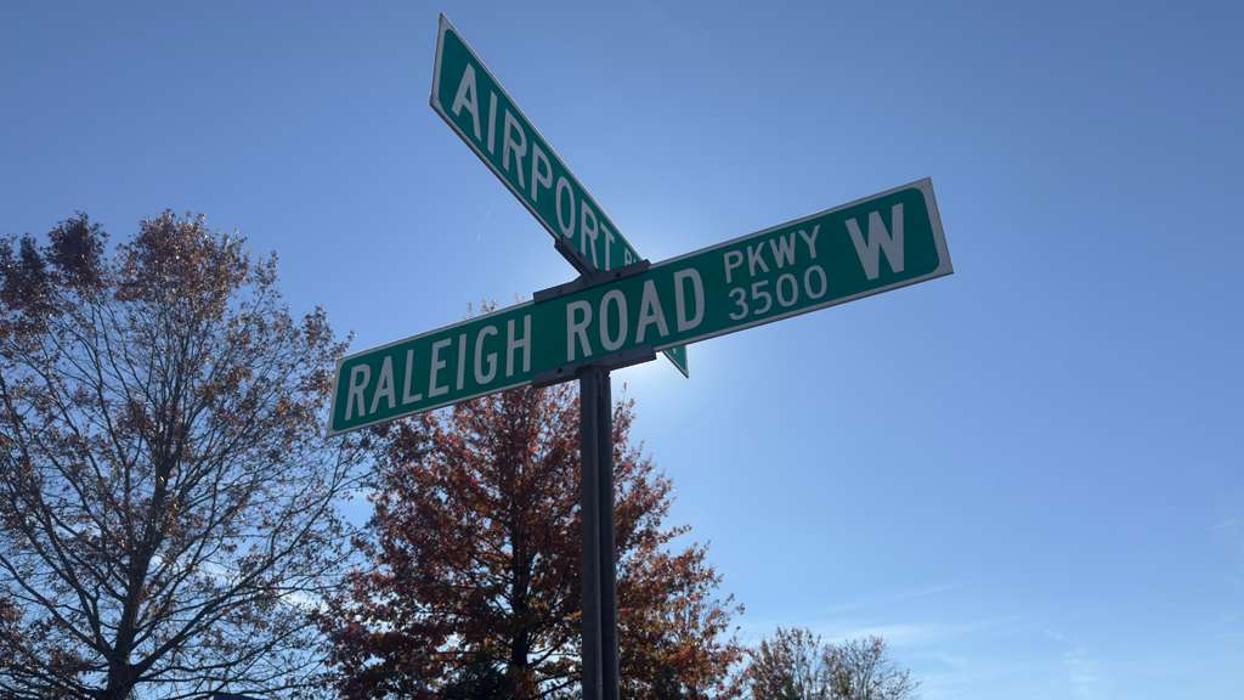 AIRPORT
RALEIGH ROAD PKWY W
3500